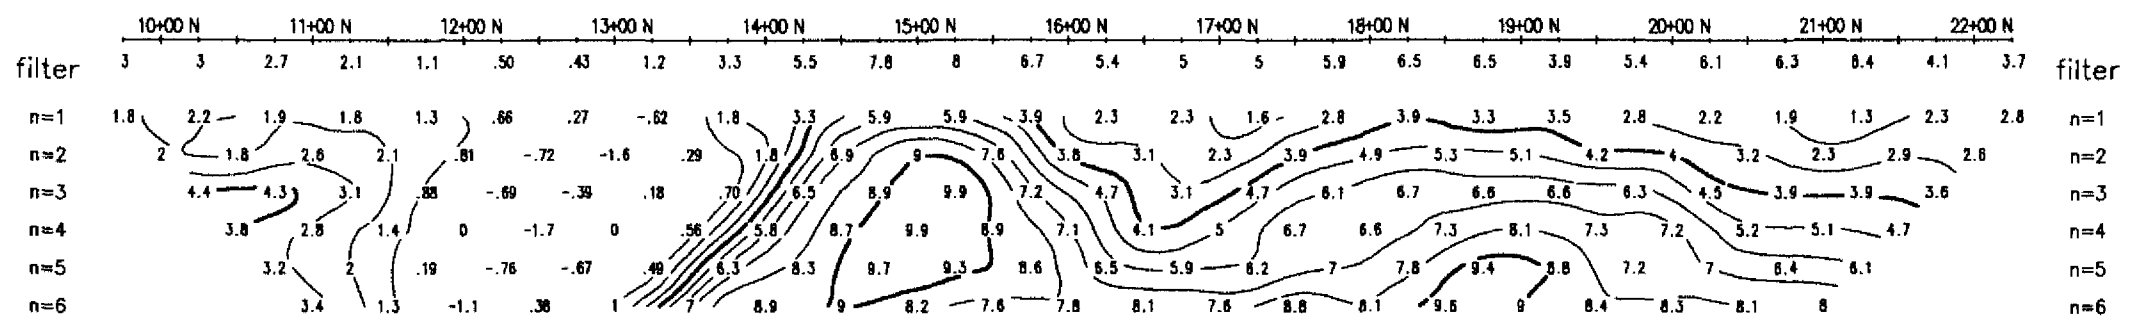 10+00 N 11+00 N 12+00 N 13+00 N 14+00 N 15+00 N 16+00 N 17+00 N 18+00 N 19+00 N 20+00 N 21+00 N 22+00 N
filter 3 3 2.7 2.1 1.1 .50 .43 1.2 3.3 5.5 7.8 8 6.7 5.4 5 5 5.9 6.5 6.5 3.9 5.4 6.1 6.3 8.4 4.1 3.7 filter
n=1 1.8 2.2 1.9 1.8 1.3 .66 .27 -.62 1.8 3.3 5.9 5.9 3.9 2.3 2.3 1.6 2.8 3.9 3.3 3.5 2.8 2.2 1.9 1.3 2.3 2.8 n=1
n=2 2 1.8 2.6 2.1 .81 -.72 -1.6 .29 1.8 6.9 9 7.6 3.8 3.1 2.3 3.9 4.9 5.3 5.1 4.2 4 3.2 2.3 2.9 2.6 n=2
n=3 4.4 4.3 3.1 .88 -.69 -.39 .18 .70 6.5 8.9 9.9 7.2 4.7 3.1 4.7 6.1 6.7 6.6 6.6 6.3 4.5 3.9 3.9 3.6 n=3
n=4 3.8 2.8 1.4 0 -1.7 0 .56 5.8 8.7 9.9 8.9 7.1 4.1 5 6.7 6.6 7.3 8.1 7.3 7.2 5.2 5.1 4.7 n=4
n=5 3.2 2 .19 -.76 -.67 .49 6.3 8.3 9.7 9.3 8.6 6.5 5.9 6.2 7 7.8 9.4 8.8 7.2 7 6.4 6.1 n=5
n=6 3.4 1.3 -1.1 .38 1 7 8.9 9 8.2 7.6 7.8 8.1 7.6 8.8 8.1 9.6 9 8.4 8.3 8.1 8 n=6